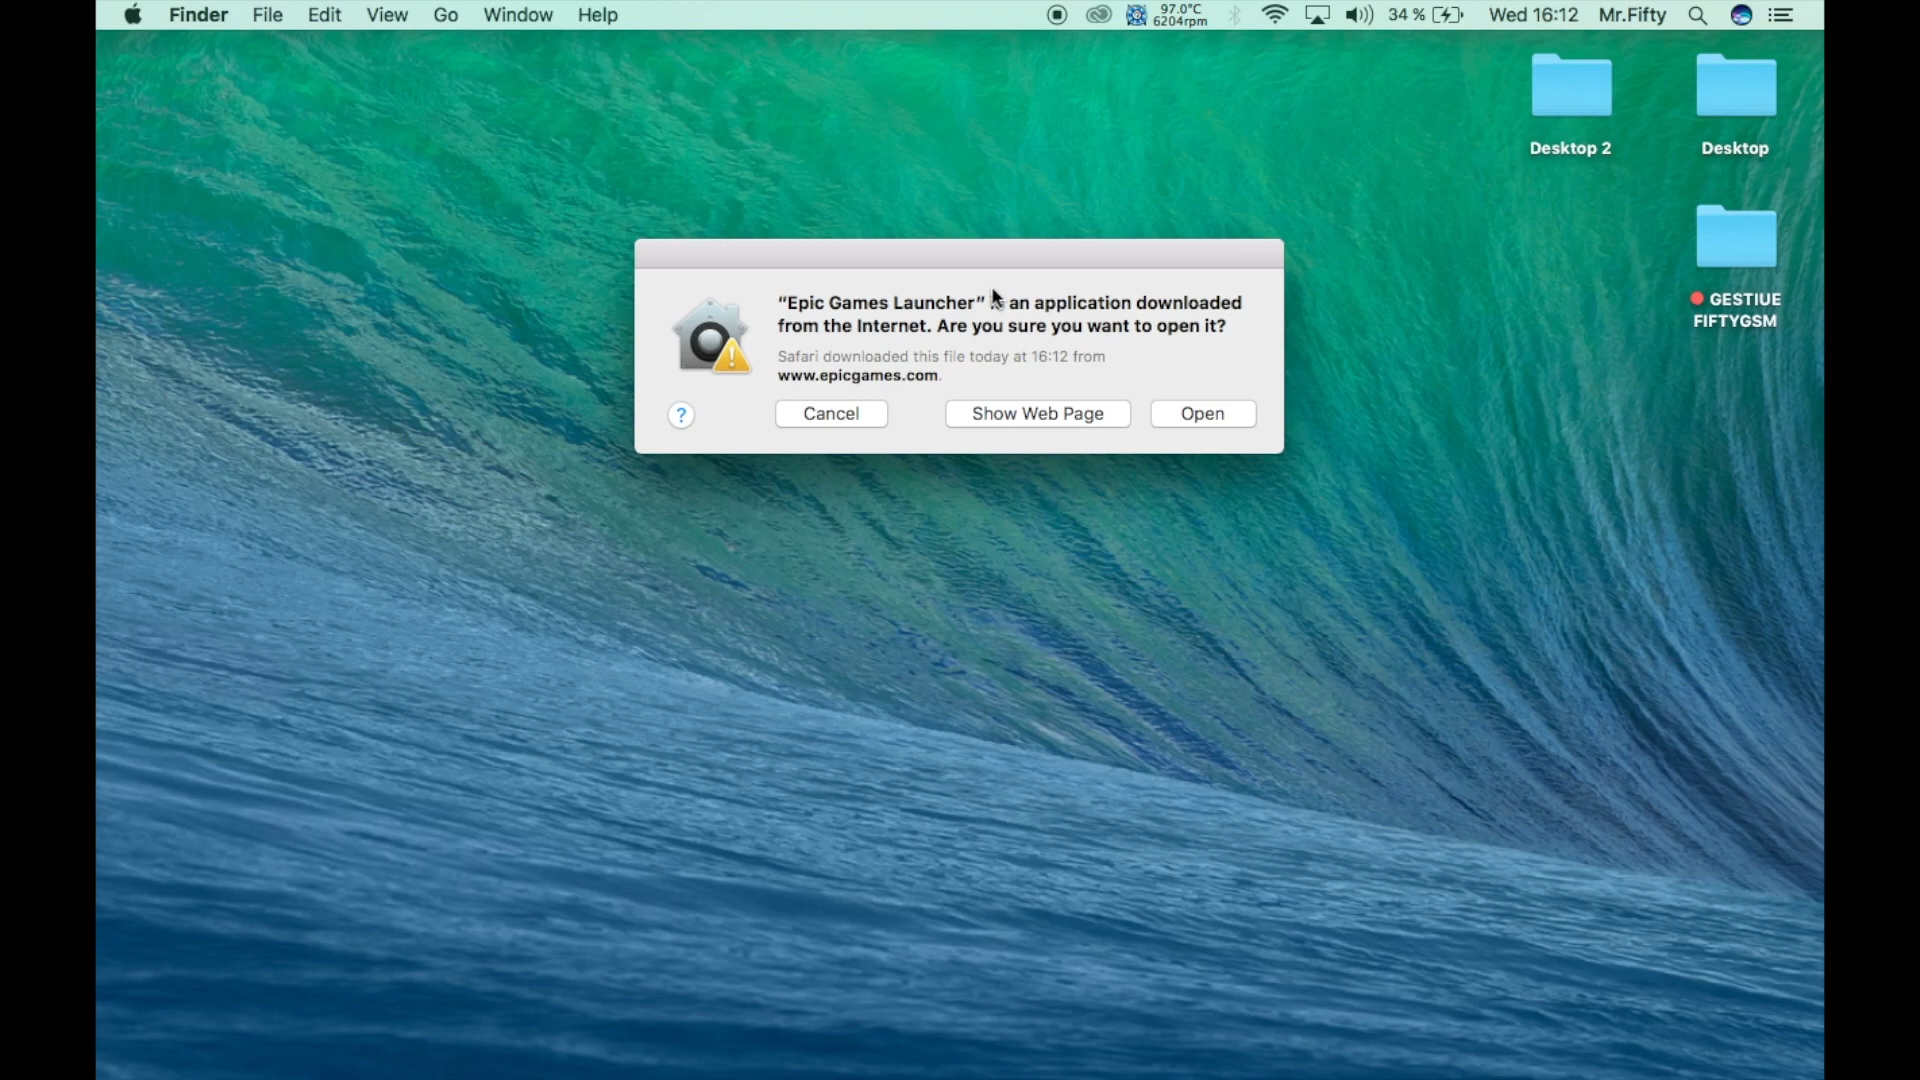 Finder File Edit View Go Window Help 97.0°C 34 % Wed 16:12 Mr.Fifty
6204rpm
Desktop 2 Desktop
GESTIUE
FIFTYGSM
“Epic Games Launcher” an application downloaded
from the Internet. Are you sure you want to open it?
Safari downloaded this file today at 16:12 from
www.epicgames.com.
? Cancel Show Web Page Open